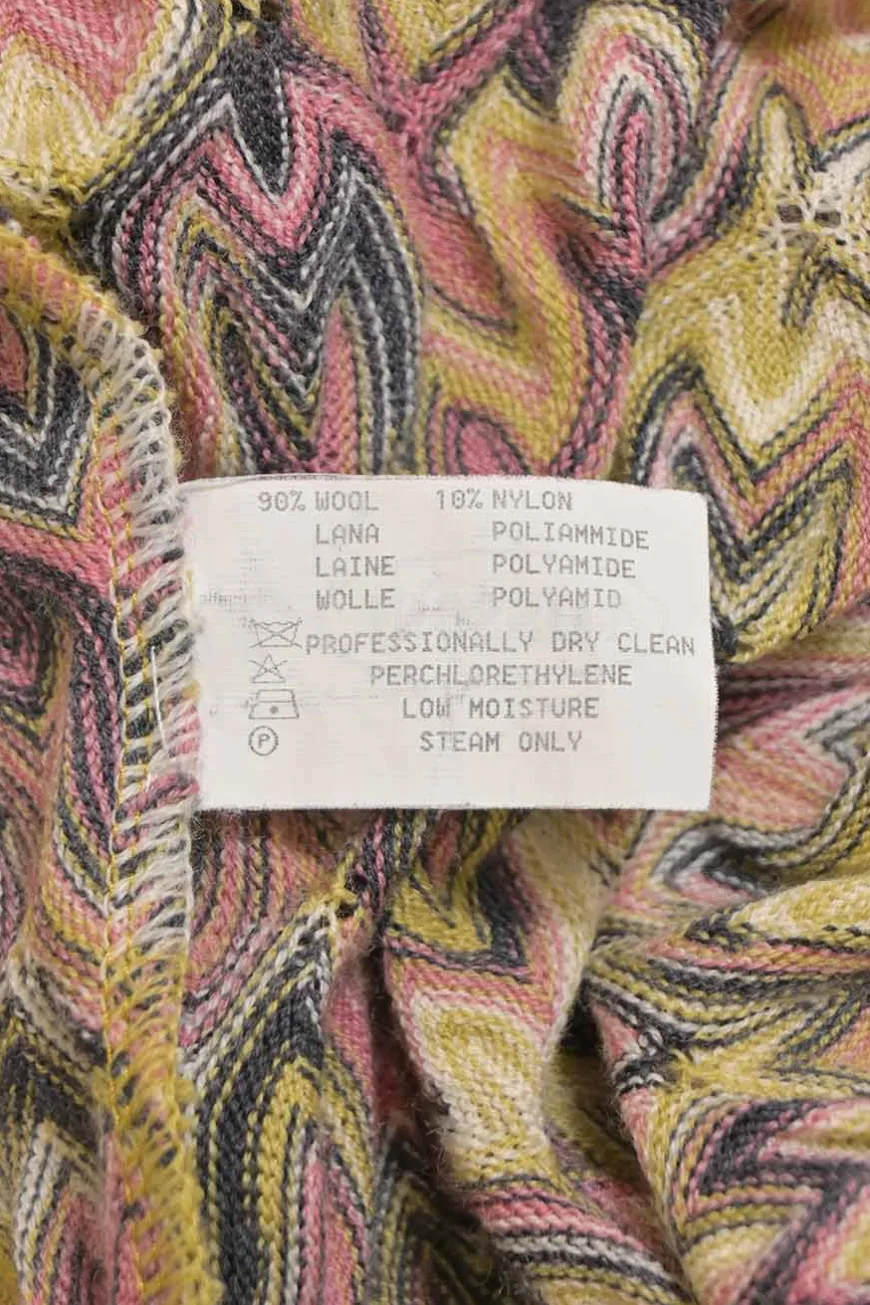 90% WOOL 10% NYLON
LANA POLIAMMIDE
LAINE POLYAMIDE
WOLLE POLYAMID
PROFESSIONALLY DRY CLEAN
PERCHLORETHYLENE
LOW MOISTURE
P STEAM ONLY